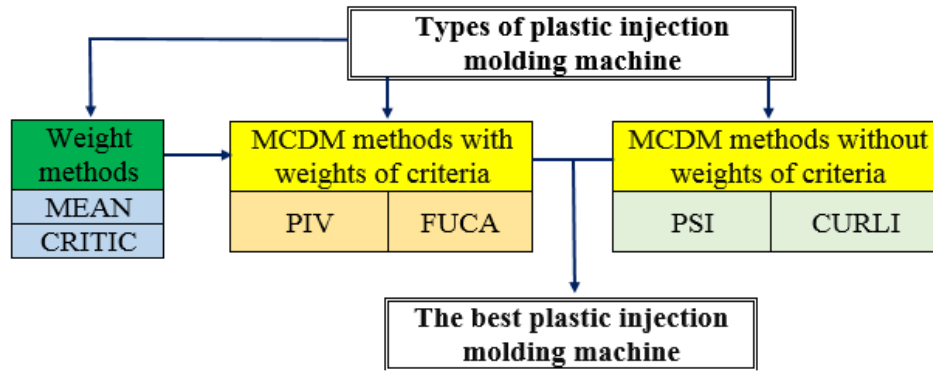 Types of plastic injection
molding machine
Weight
methods
MEAN
CRITIC
MCDM methods with
weights of criteria
PIV
FUCA
MCDM methods without
weights of criteria
PSI
CURLI
The best plastic injection
molding machine